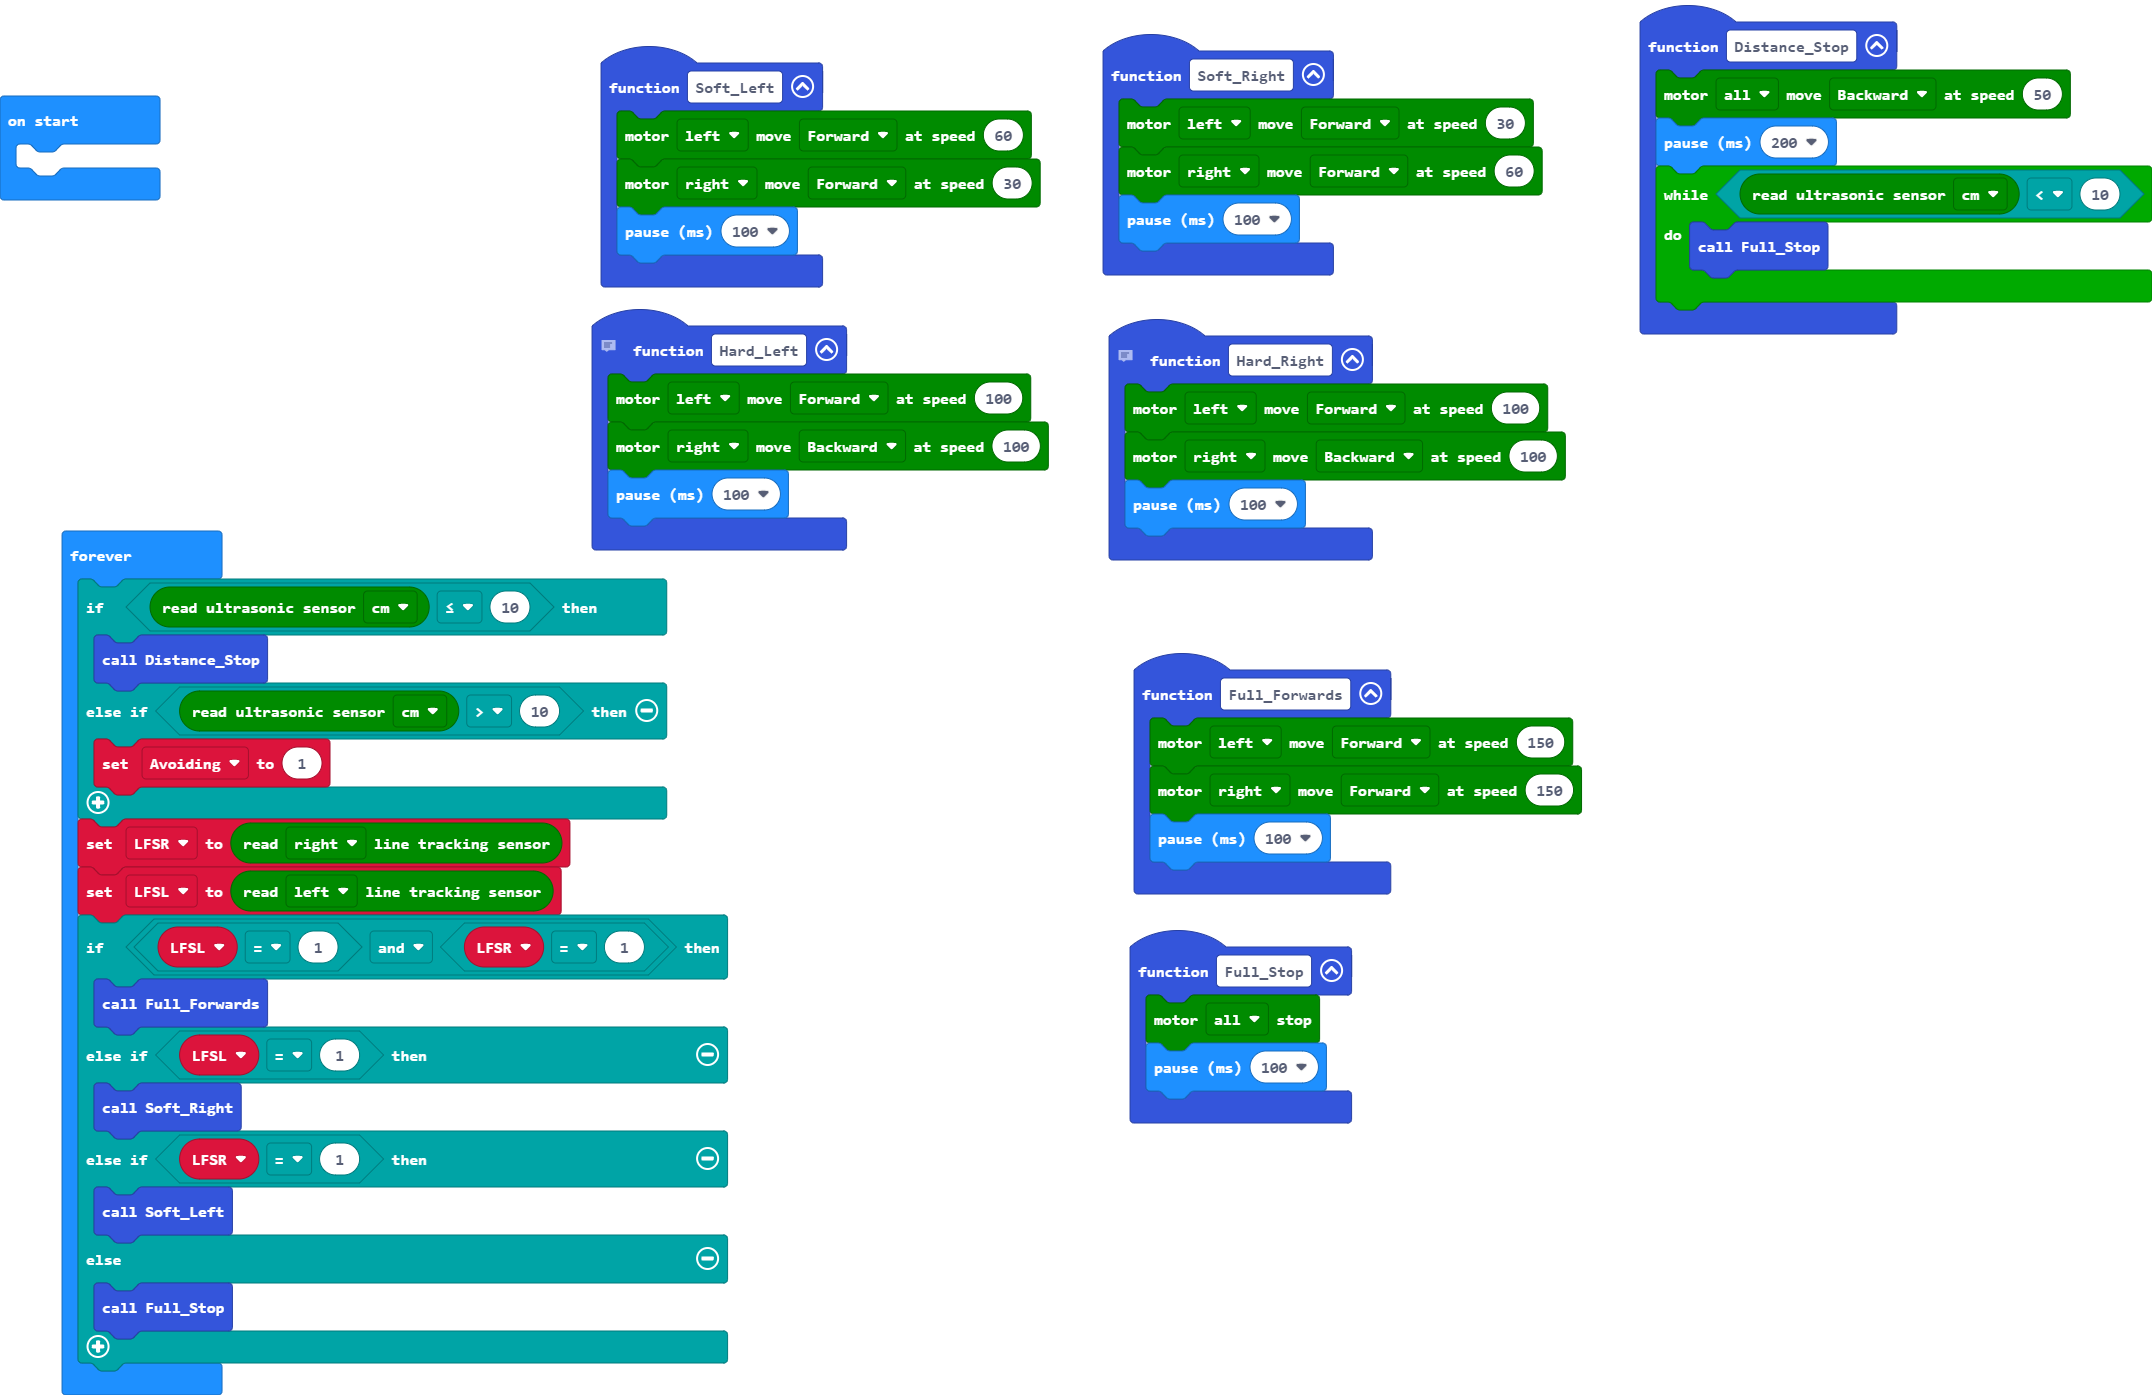 on start
function Soft_Left
motor left move Forward at speed 60
motor right move Forward at speed 30
pause (ms) 100
function Soft_Right
motor left move Forward at speed 30
motor right move Forward at speed 60
pause (ms) 100
function Distance_Stop
motor all move Backward at speed 50
pause (ms) 200
while read ultrasonic sensor cm < 10
do
call Full_Stop
function Hard_Left
motor left move Forward at speed 100
motor right move Backward at speed 100
pause (ms) 100
function Hard_Right
motor left move Forward at speed 100
motor right move Backward at speed 100
pause (ms) 100
forever
if read ultrasonic sensor cm ≤ 10 then
call Distance_Stop
else if read ultrasonic sensor cm > 10 then
set Avoiding to 1
set LFSR to read right line tracking sensor
set LFSL to read left line tracking sensor
if LFSL = 1 and LFSR = 1 then
call Full_Forwards
else if LFSL = 1 then
call Soft_Right
else if LFSR = 1 then
call Soft_Left
else
call Full_Stop
function Full_Forwards
motor left move Forward at speed 150
motor right move Forward at speed 150
pause (ms) 100
function Full_Stop
motor all stop
pause (ms) 100